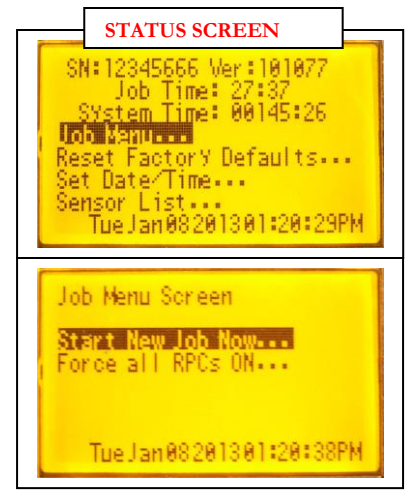 STATUS SCREEN
SN:12345666 Ver:101077
Job Time: 27:37
System Time: 00145:26
Job Menu...
Reset Factory Defaults...
Set Date/Time...
Sensor List...
TueJan08201301:20:29PM
Job Menu Screen
Start New Job Now...
Force all RPCs ON...
TueJan08201301:20:38PM